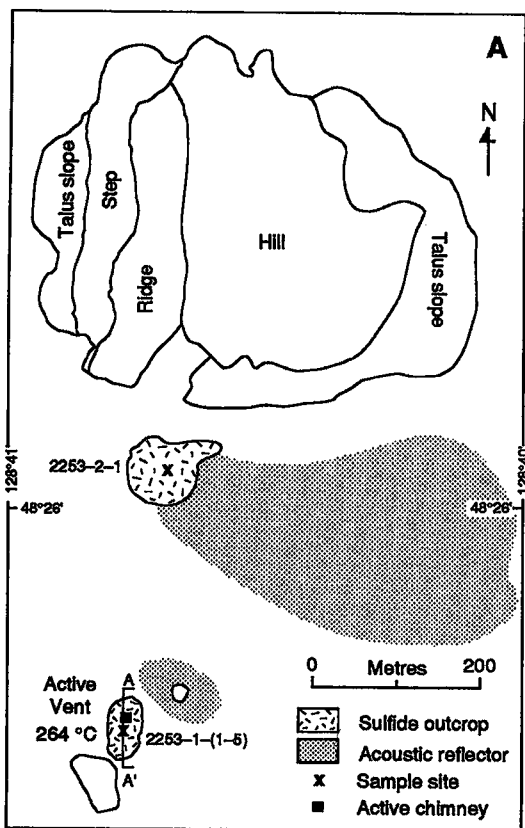 A
N
Talus slope
Step
Ridge
Hill
Talus slope
2253-2-1
128°41'
48°26'
128°40'
48°26'
0 Metres 200
Active
Vent
264 °C
A
A'
2253-1-(1-5)
Sulfide outcrop
Acoustic reflector
Sample site
Active chimney